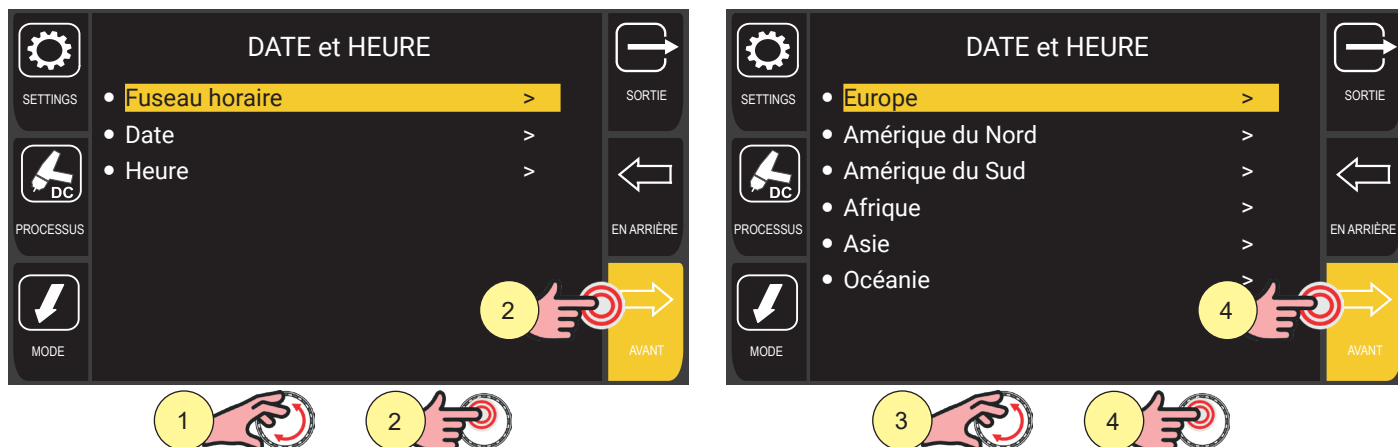 DATE et HEURE
SETTINGS
Fuseau horaire >
SORTIE
Date >
Heure >
DC
PROCESSUS
EN ARRIÈRE
2
MODE
AVANT
1
2
DATE et HEURE
SETTINGS
Europe >
SORTIE
Amérique du Nord >
Amérique du Sud >
DC
Afrique >
PROCESSUS
EN ARRIÈRE
Asie >
Océanie >
4
MODE
AVANT
3
4